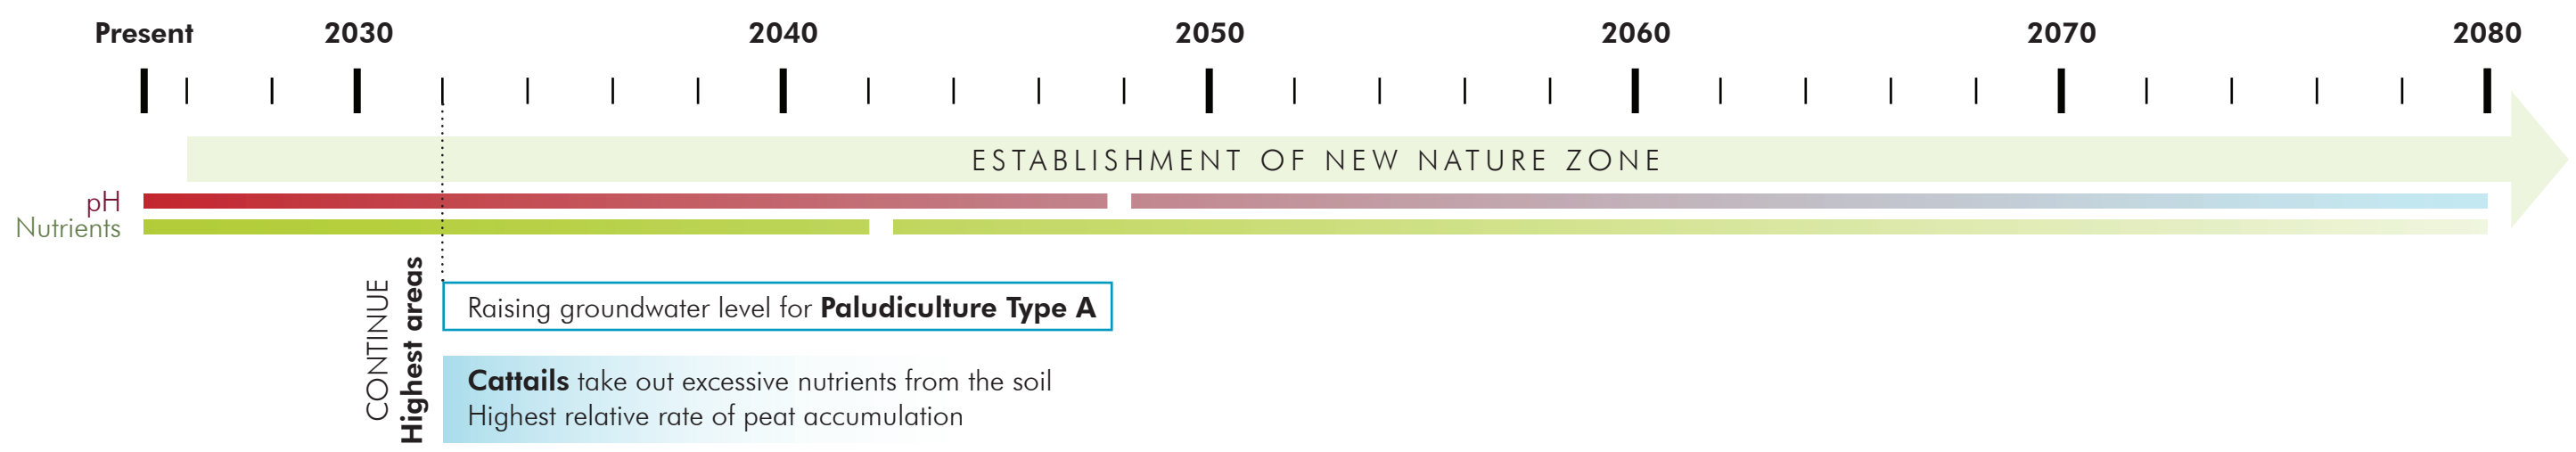 Present 2030 2040 2050 2060 2070 2080
ESTABLISHMENT OF NEW NATURE ZONE
pH
Nutrients
CONTINUE
Highest areas
Raising groundwater level for Paludiculture Type A
Cattails take out excessive nutrients from the soil
Highest relative rate of peat accumulation